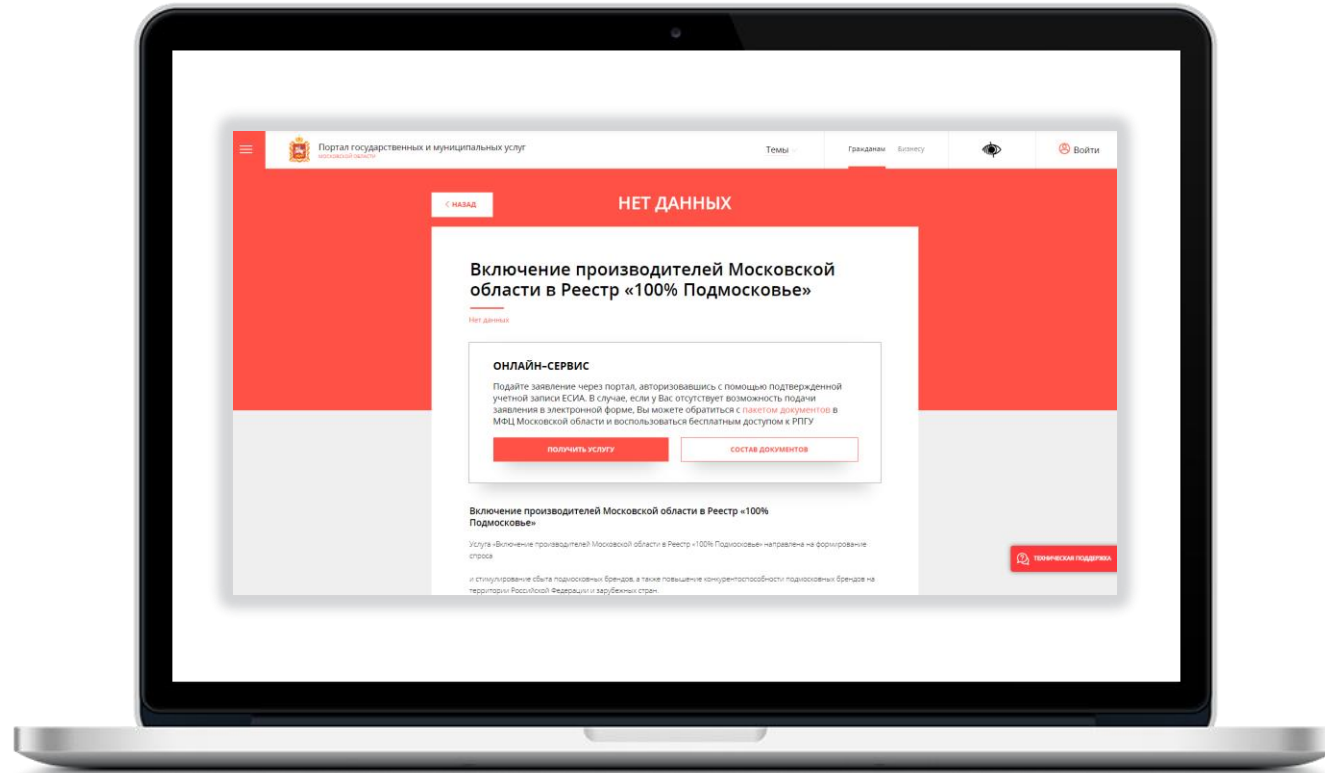 Портал государственных и муниципальных услуг
МОСКОВСКОЙ ОБЛАСТИ
Темы
Гражданам
Бизнесу
Войти
< НАЗАД
НЕТ ДАННЫХ
Включение производителей Московской
области в Реестр «100% Подмосковье»
Нет данных
ОНЛАЙН-СЕРВИС
Подайте заявление через портал, авторизовавшись с помощью подтвержденной
учетной записи ЕСИА. В случае, если у Вас отсутствует возможность подачи
заявления в электронной форме, Вы можете обратиться с пакетом документов в
МФЦ Московской области и воспользоваться бесплатным доступом к РПГУ
ПОЛУЧИТЬ УСЛУГУ
СОСТАВ ДОКУМЕНТОВ
Включение производителей Московской области в Реестр «100%
Подмосковье»
Услуга «Включение производителей Московской области в Реестр «100% Подмосковье» направлена на формирование
спроса
и стимулирование сбыта подмосковных брендов, а также повышение конкурентоспособности подмосковных брендов на
территории Российской Федерации и зарубежных стран.
ТЕХНИЧЕСКАЯ ПОДДЕРЖКА